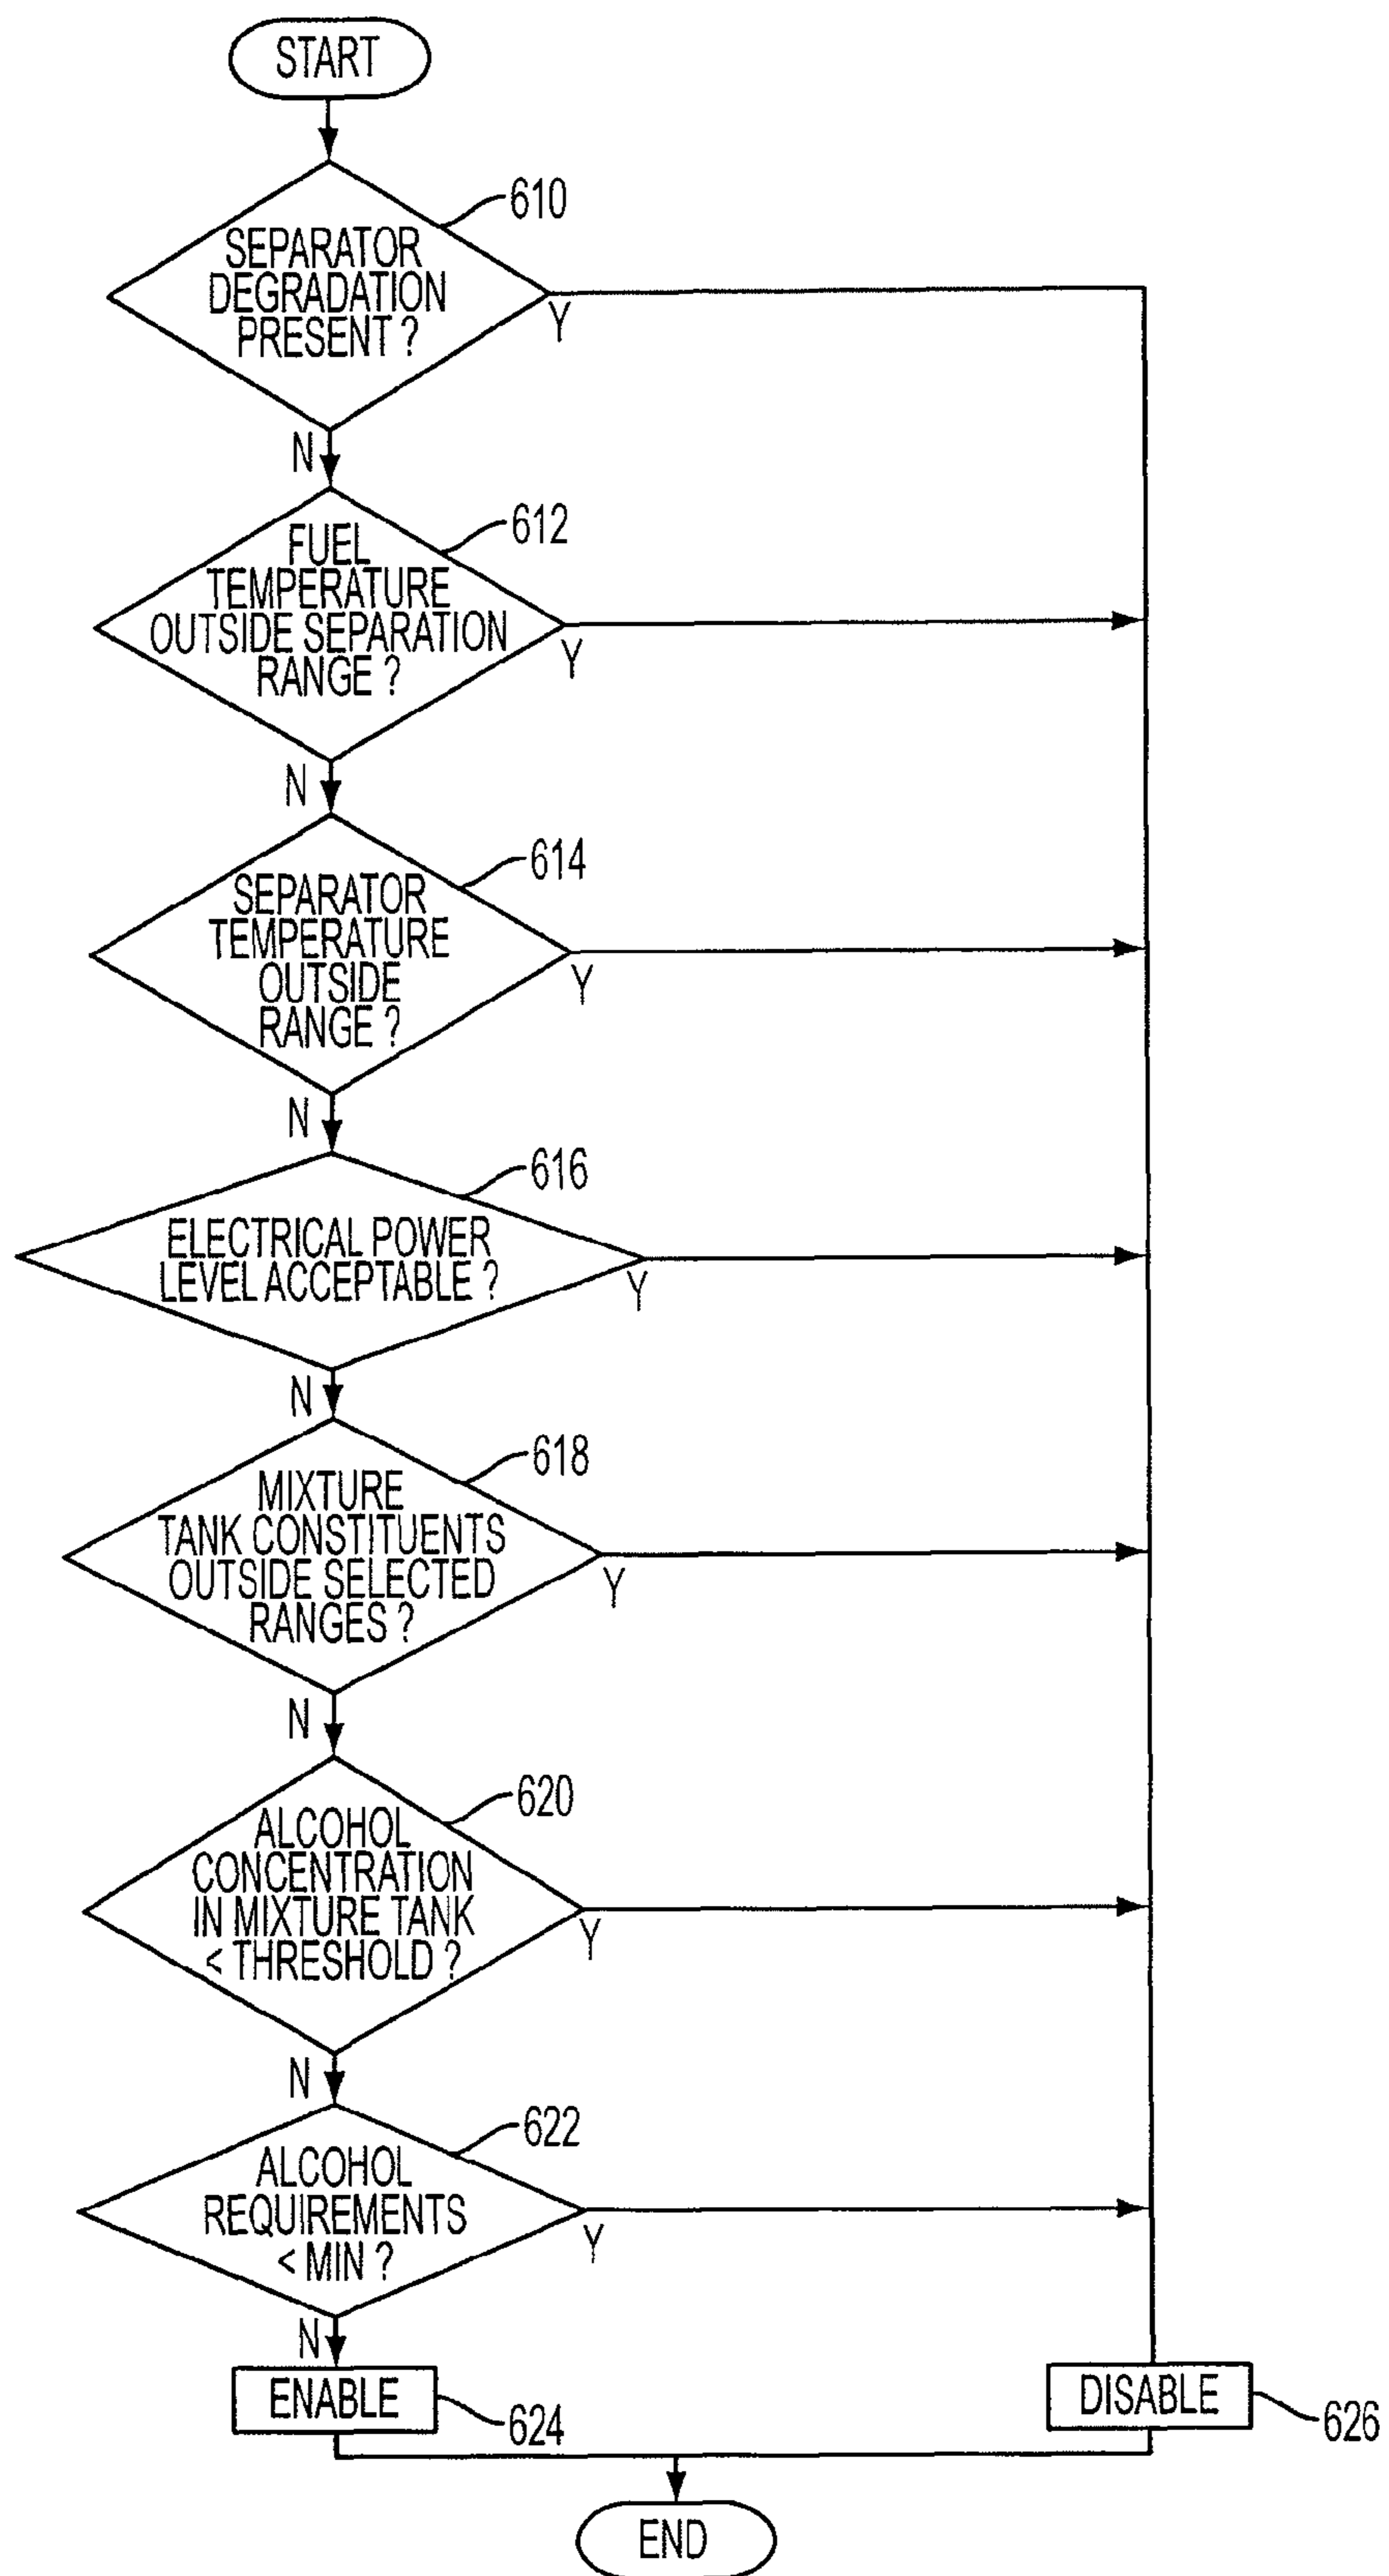 START
610
SEPARATOR
DEGRADATION
PRESENT ?
Y
N
612
FUEL
TEMPERATURE
OUTSIDE SEPARATION
RANGE ?
Y
N
614
SEPARATOR
TEMPERATURE
OUTSIDE
RANGE ?
Y
N
616
ELECTRICAL POWER
LEVEL ACCEPTABLE ?
Y
N
618
MIXTURE
TANK CONSTITUENTS
OUTSIDE SELECTED
RANGES ?
Y
N
620
ALCOHOL
CONCENTRATION
IN MIXTURE TANK
< THRESHOLD ?
Y
N
622
ALCOHOL
REQUIREMENTS
< MIN ?
Y
N
ENABLE
624
DISABLE
626
END